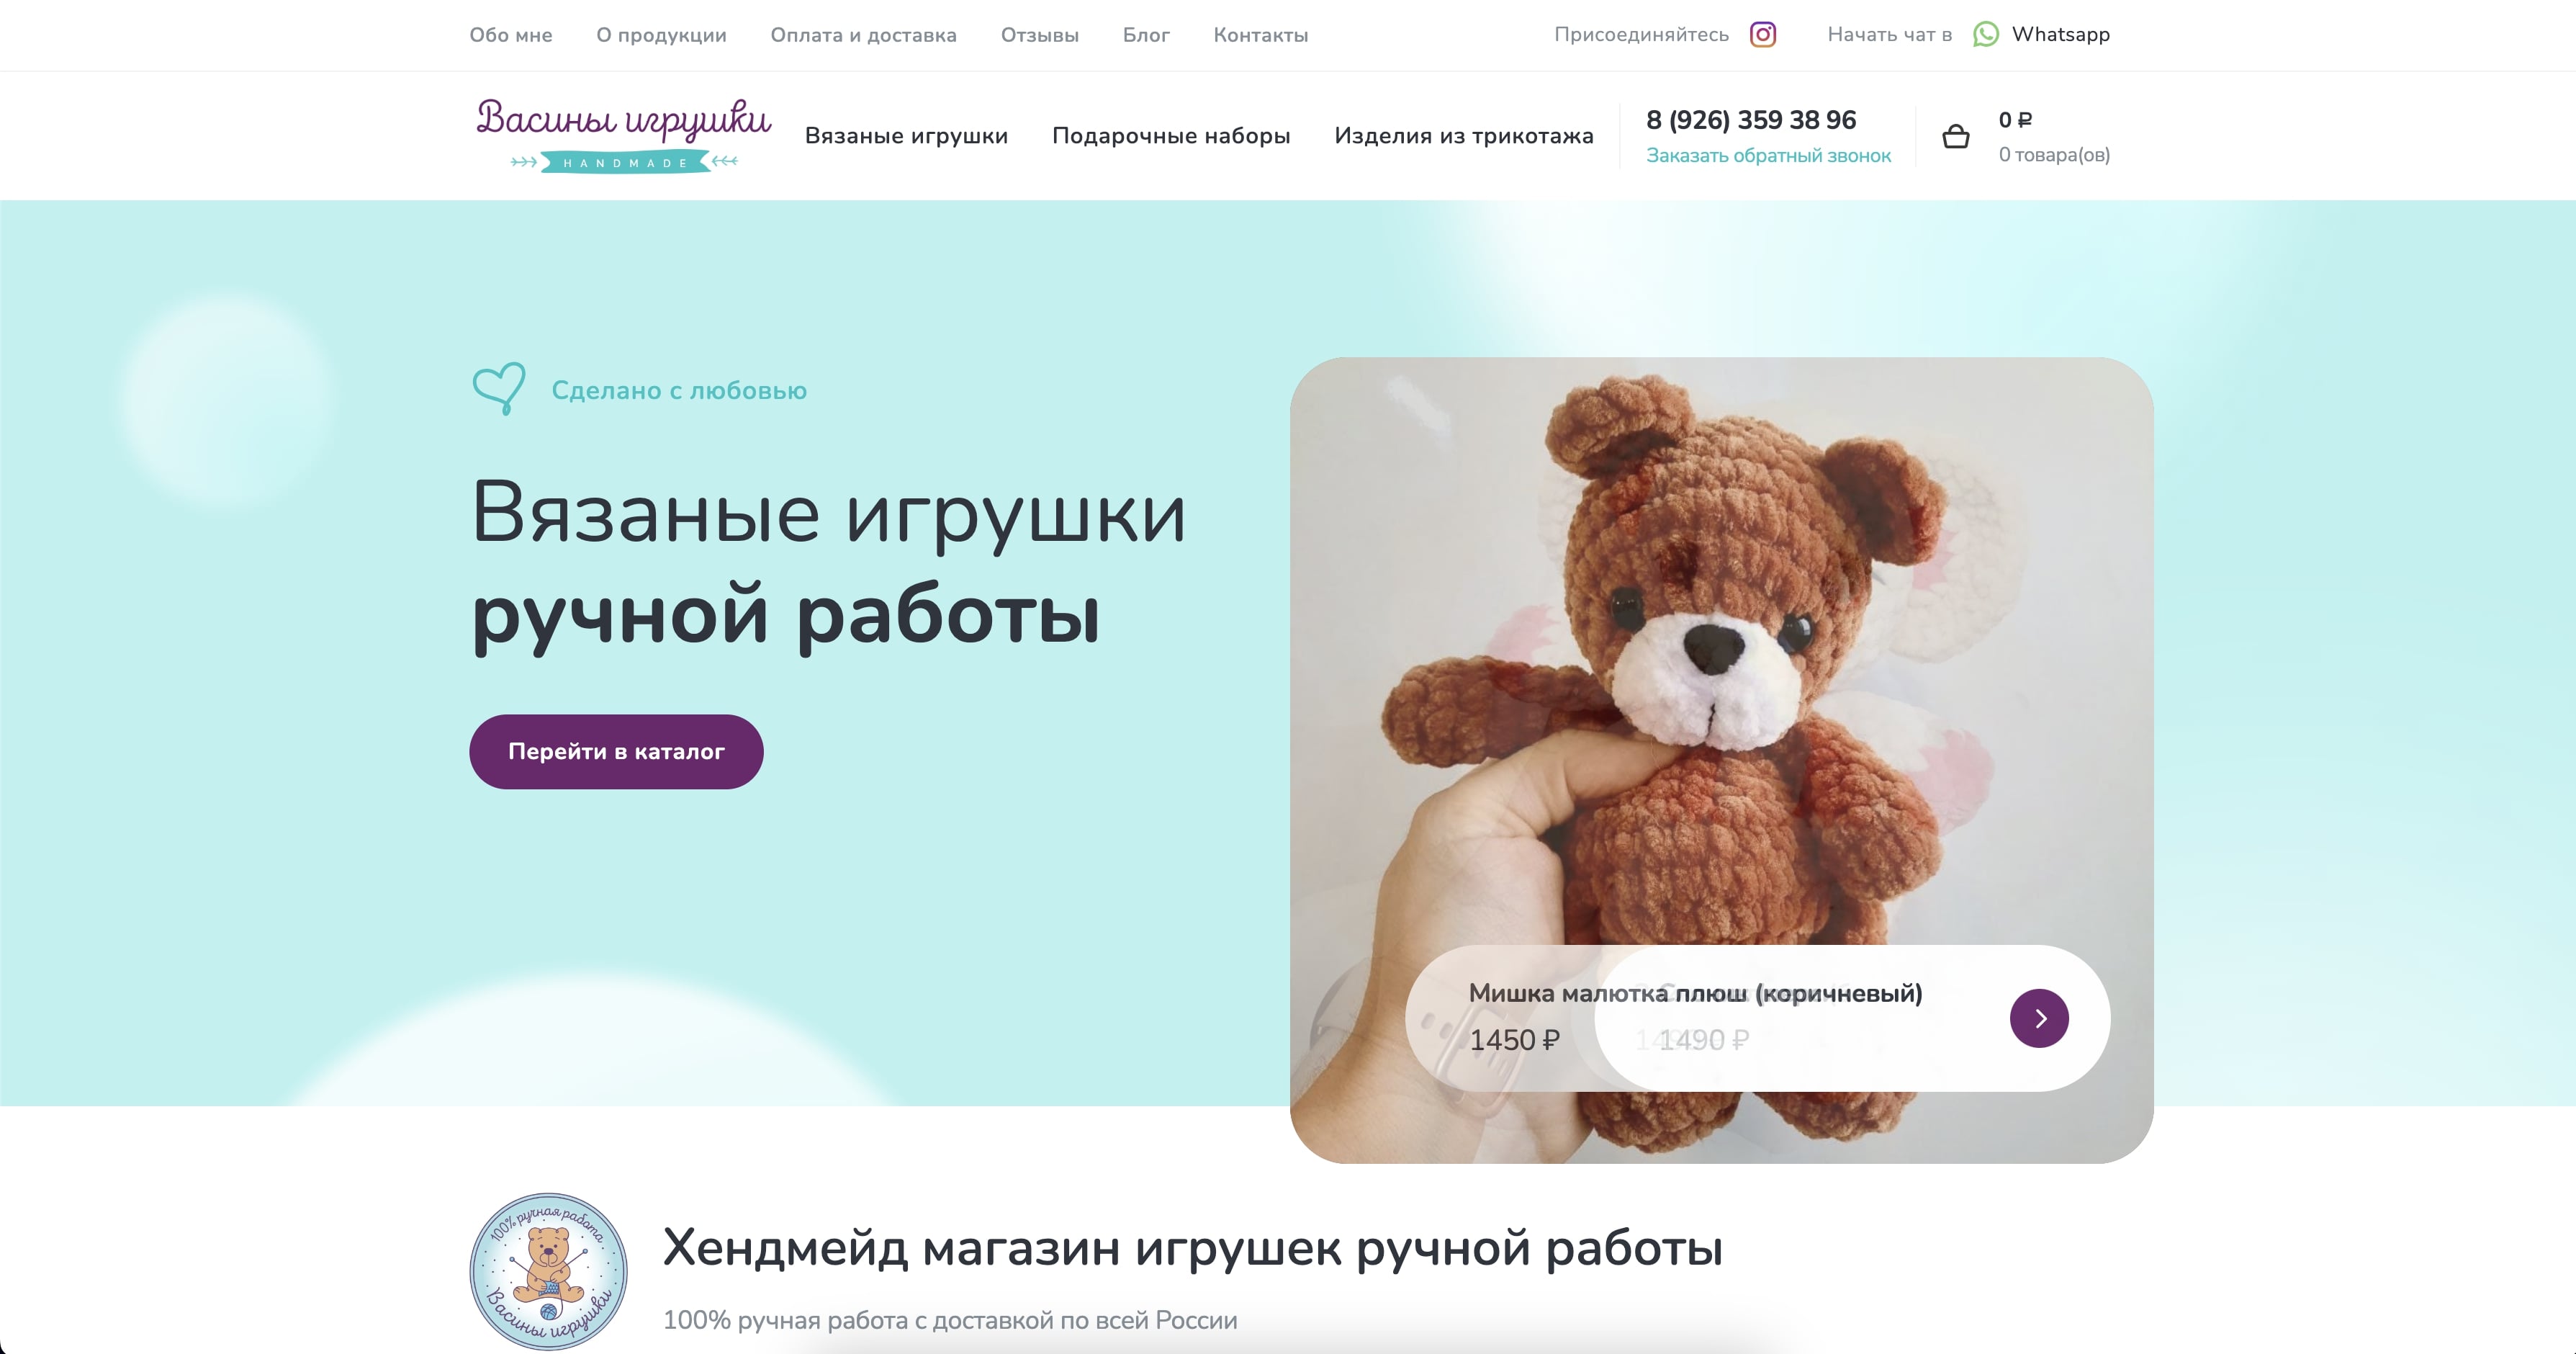 Обо мне О продукции Оплата и доставка Отзывы Блог Контакты Присоединяйтесь Начать чат в Whatsapp
Васины игрушки
HANDMADE
Вязаные игрушки Подарочные наборы Изделия из трикотажа
8 (926) 359 38 96
Заказать обратный звонок
0 ₽
0 товара(ов)
Сделано с любовью
Вязаные игрушки
ручной работы
Перейти в каталог
Мишка малютка плюш (коричневый)
1450 ₽
1490 ₽
100% ручная работа
Васины игрушки
Хендмейд магазин игрушек ручной работы
100% ручная работа с доставкой по всей России